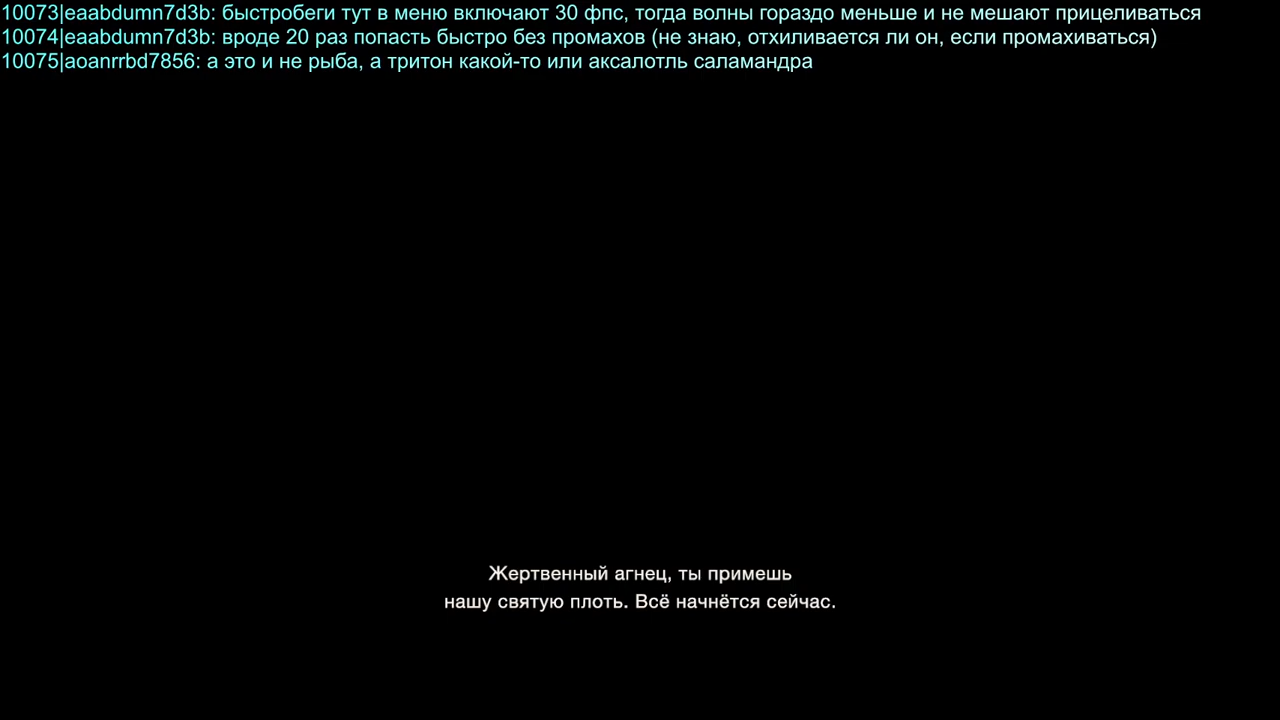 10073|eaabdumn7d3b: быстробеги тут в меню включают 30 фпс, тогда волны гораздо меньше и не мешают прицеливаться
10074|eaabdumn7d3b: вроде 20 раз попасть быстро без промахов (не знаю, отхиливается ли он, если промахиваться)
10075|aoanrrbd7856: а это и не рыба, а тритон какой-то или аксалотль саламандра
Жертвенный агнец, ты примешь
нашу святую плоть. Всё начнётся сейчас.